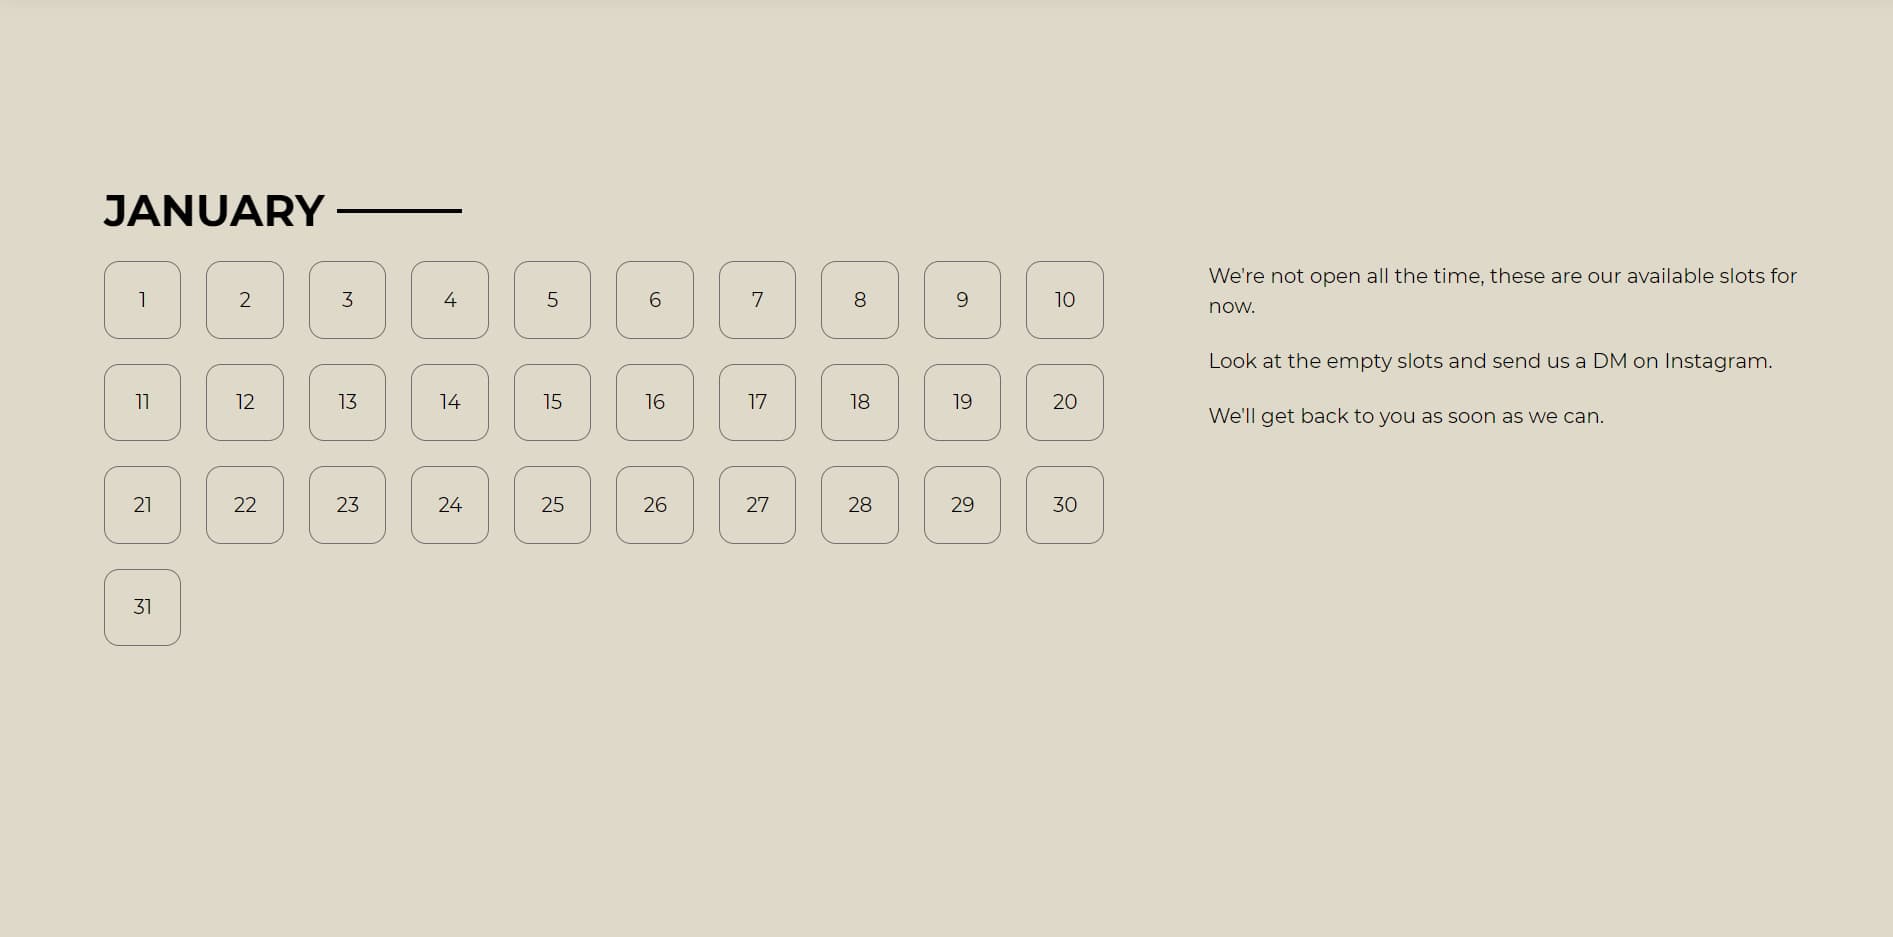 JANUARY
1 2 3 4 5 6 7 8 9 10
11 12 13 14 15 16 17 18 19 20
21 22 23 24 25 26 27 28 29 30
31
We're not open all the time, these are our available slots for
now.
Look at the empty slots and send us a DM on Instagram.
We'll get back to you as soon as we can.